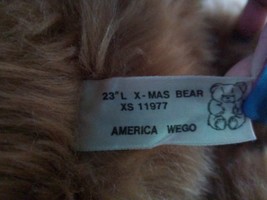 23"L X-MAS BEAR
XS 11977
AMERICA WEGO